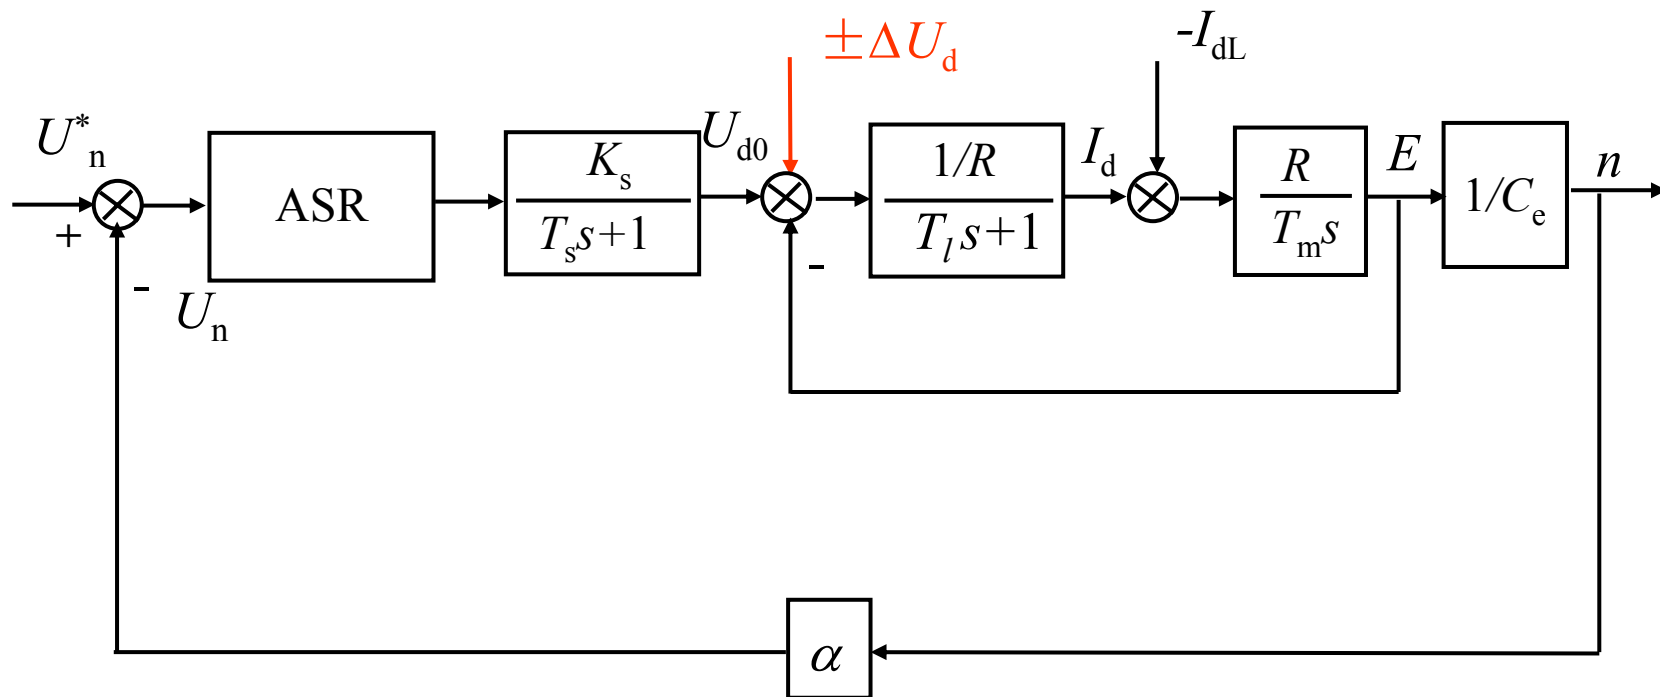 ±ΔU_d
-I_dL
U*_n
+
-
U_n
ASR
K_s
T_s s+1
U_d0
-
1/R
T_l s+1
I_d
R
T_m s
E
1/C_e
n
α